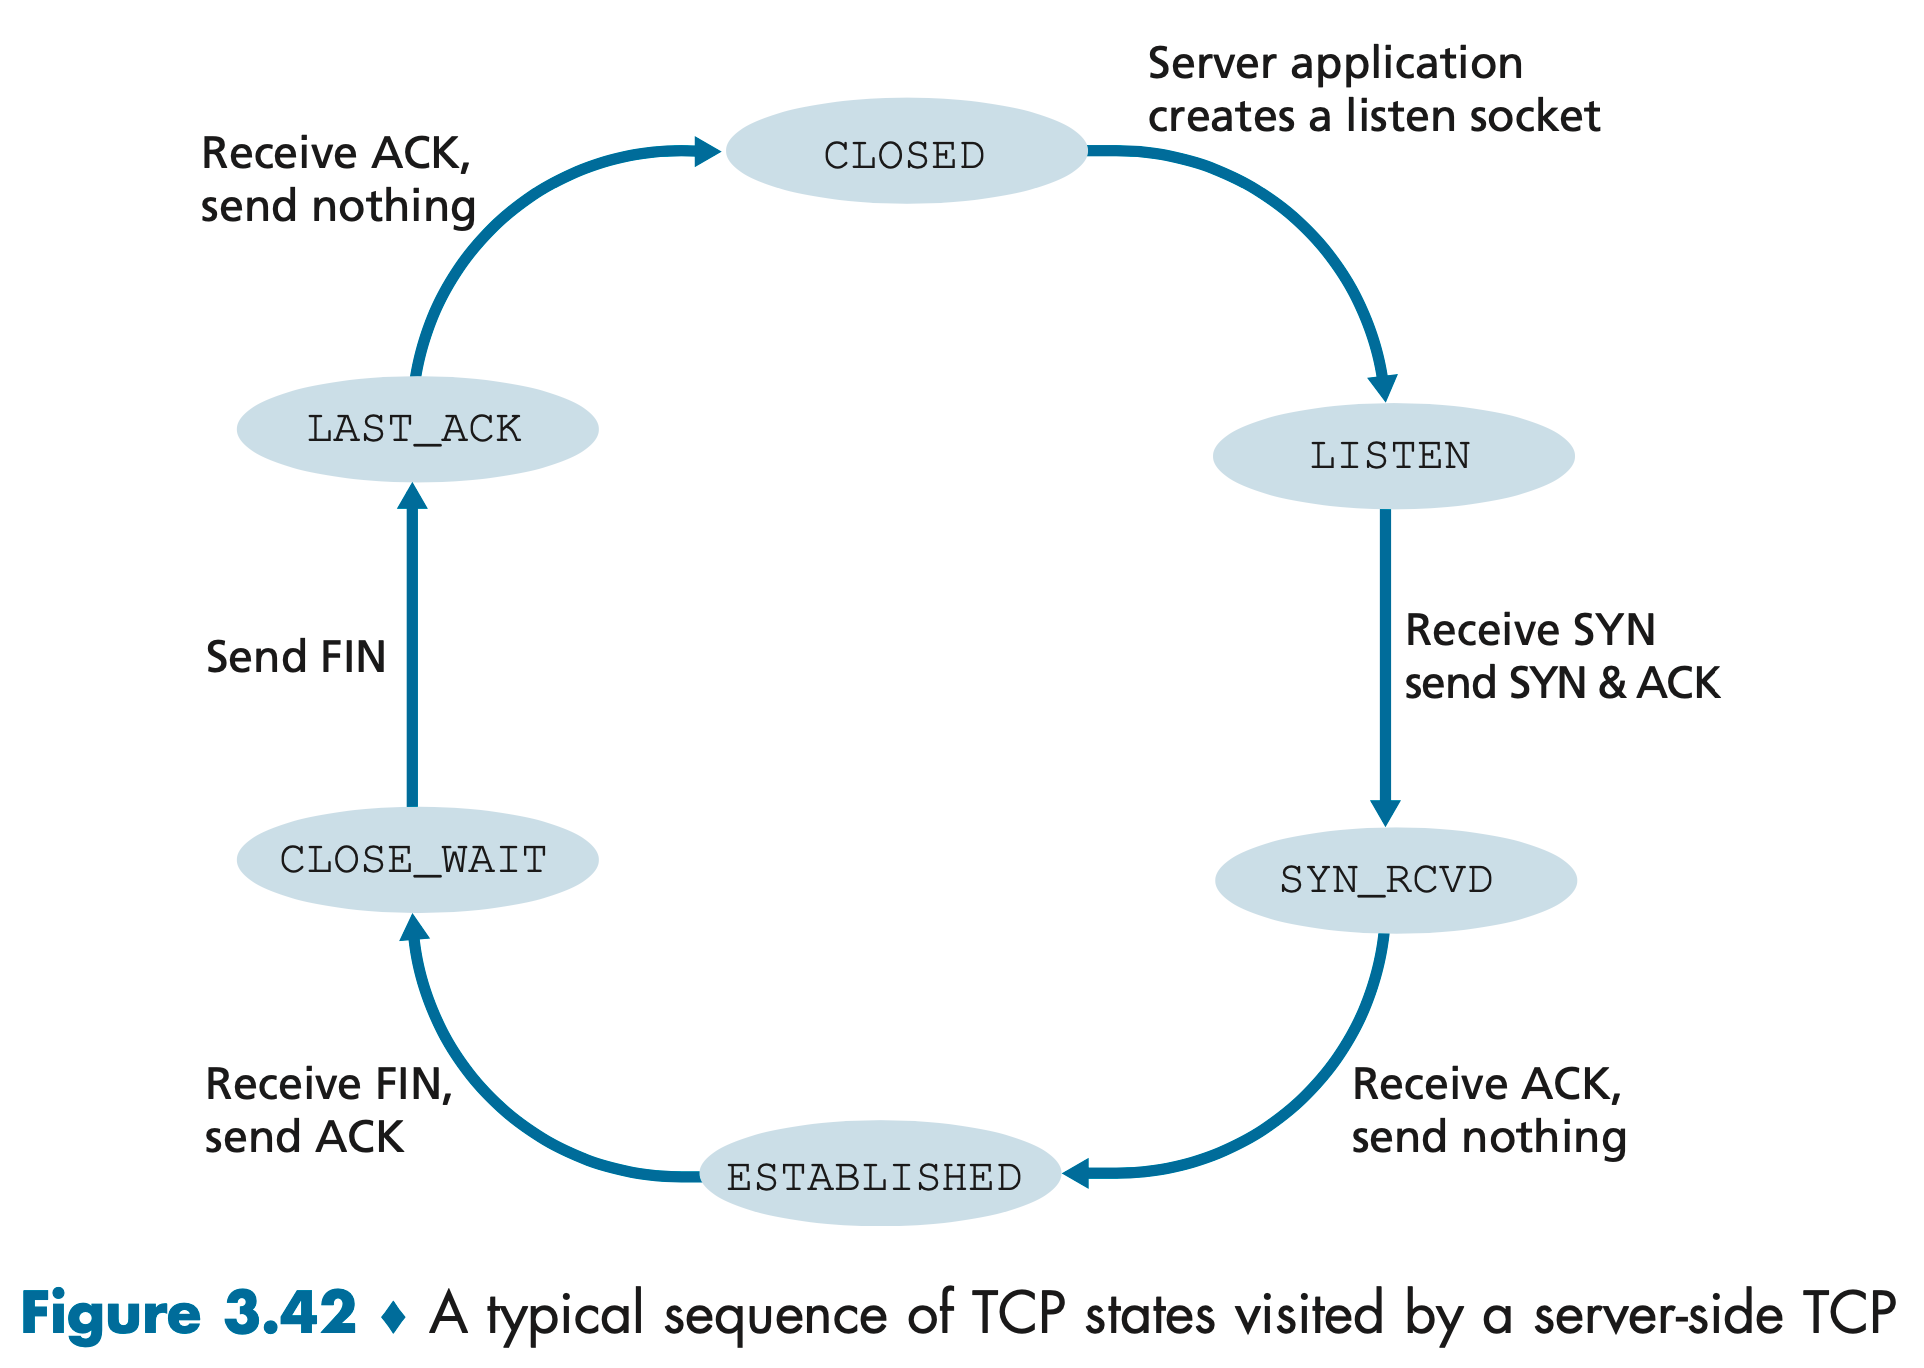 Server application
creates a listen socket
Receive ACK,
send nothing
CLOSED
LAST_ACK
LISTEN
Send FIN
Receive SYN
send SYN & ACK
CLOSE_WAIT
SYN_RCVD
Receive FIN,
send ACK
Receive ACK,
send nothing
ESTABLISHED
Figure 3.42 ♦ A typical sequence of TCP states visited by a server-side TCP